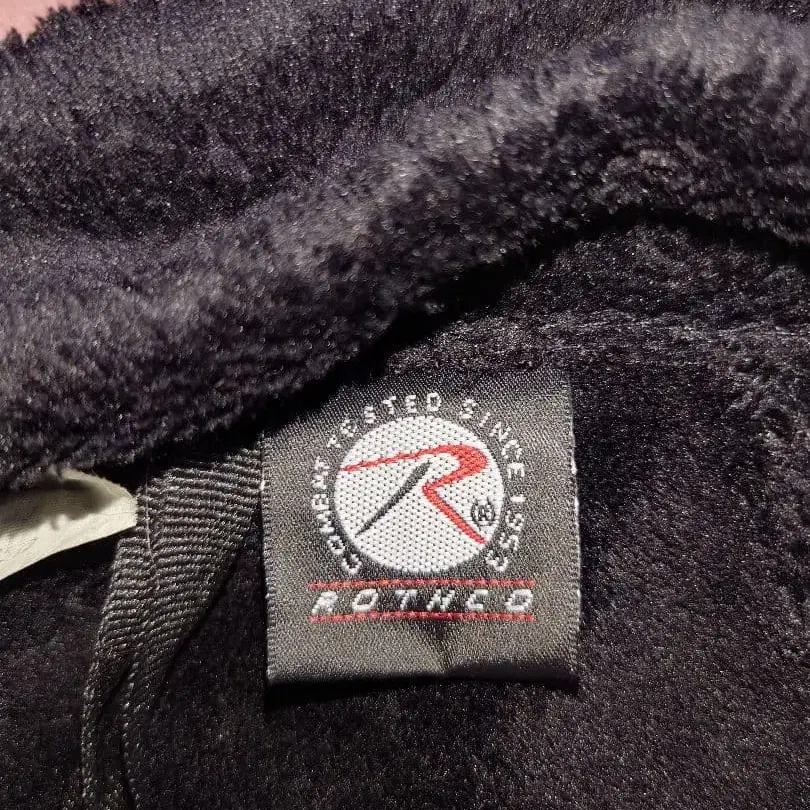 COMBAT TESTED SINCE 1953
R®
ROTHCO